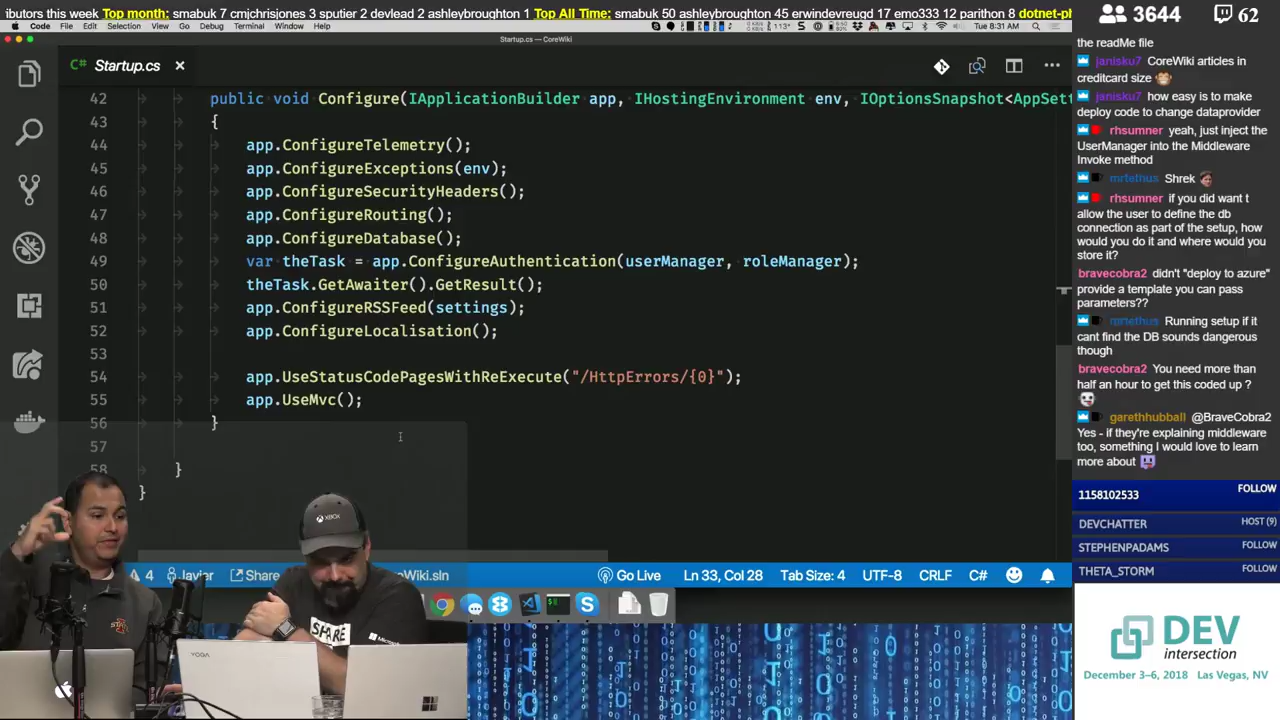 ibutors this week Top month: smabuk 7 cmjchrisjones 3 sputier 2 devlead 2 ashleybroughton 1 Top All Time: smabuk 50 ashleybroughton 45 erwindevreugd 17 emo333 12 parithon 8 dotnet-ph
3644
62
Code File Edit Selection View Go Debug Terminal Window Help
Tue 8:31 AM
Startup.cs — CoreWiki
C# Startup.cs
42 public void Configure(IApplicationBuilder app, IHostingEnvironment env, IOptionsSnapshot<AppSett
43 {
44 app.ConfigureTelemetry();
45 app.ConfigureExceptions(env);
46 app.ConfigureSecurityHeaders();
47 app.ConfigureRouting();
48 app.ConfigureDatabase();
49 var theTask = app.ConfigureAuthentication(userManager, roleManager);
50 theTask.GetAwaiter().GetResult();
51 app.ConfigureRSSFeed(settings);
52 app.ConfigureLocalisation();
53
54 app.UseStatusCodePagesWithReExecute("/HttpErrors/{0}");
55 app.UseMvc();
56 }
57
58 }
}
4 Javier Share eWiki.sln Go Live Ln 33, Col 28 Tab Size: 4 UTF-8 CRLF C#
XBOX
SHARE
Microsoft
YOGA
the readMe file
janisku7 CoreWiki articles in
creditcard size
janisku7 how easy is to make
deploy code to change dataprovider
rhsumner yeah, just inject the
UserManager into the Middleware
Invoke method
mrtethus Shrek
rhsumner if you did want t
allow the user to define the db
connection as part of the setup, how
would you do it and where would you
store it?
bravecobra2 didn't "deploy to azure"
provide a template you can pass
parameters??
mrtethus Running setup if it
cant find the DB sounds dangerous
though
bravecobra2 You need more than
half an hour to get this coded up ?
garethhubball @BraveCobra2
Yes - if they're explaining middleware
too, something I would love to learn
more about
1158102533 FOLLOW
DEVCHATTER HOST (9)
STEPHENPADAMS FOLLOW
THETA_STORM FOLLOW
DEV
intersection
December 3–6, 2018 Las Vegas, NV